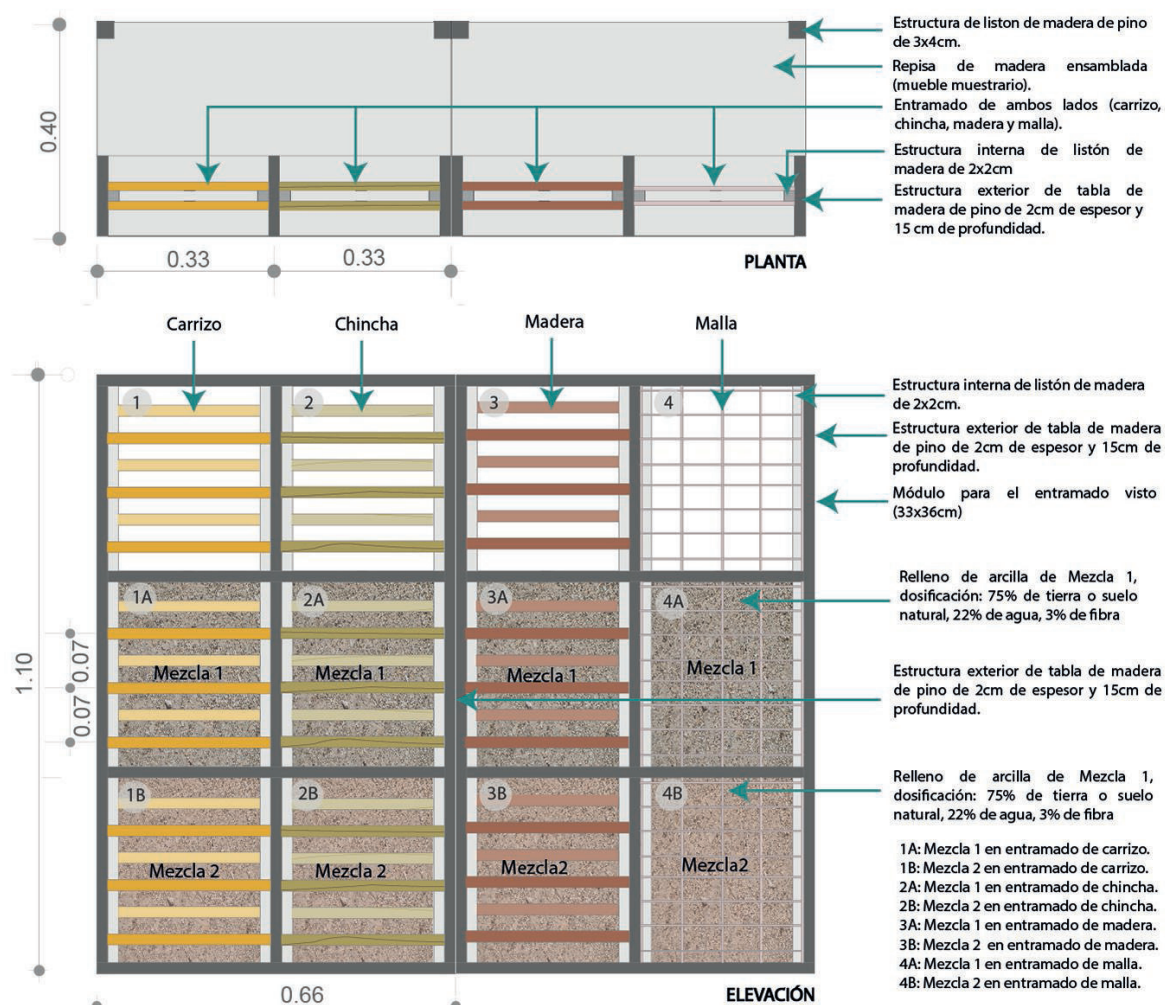 Estructura de liston de madera de pino
de 3x4cm.
Repisa de madera ensamblada
(mueble muestrario).
Entramado de ambos lados (carrizo,
chincha, madera y malla).
Estructura interna de listón de
madera de 2x2cm
Estructura exterior de tabla de
madera de pino de 2cm de espesor y
15 cm de profundidad.
0.40
0.33
0.33
PLANTA
Carrizo
Chincha
Madera
Malla
1
2
3
4
Estructura interna de listón de madera
de 2x2cm.
Estructura exterior de tabla de madera
de pino de 2cm de espesor y 15cm de
profundidad.
Módulo para el entramado visto
(33x36cm)
1A
2A
3A
4A
Mezcla 1
Mezcla 1
Mezcla 1
Mezcla 1
Relleno de arcilla de Mezcla 1,
dosificación: 75% de tierra o suelo
natural, 22% de agua, 3% de fibra
1.10
0.07
0.07
Estructura exterior de tabla de madera
de pino de 2cm de espesor y 15cm de
profundidad.
1B
2B
3B
4B
Mezcla 2
Mezcla 2
Mezcla2
Mezcla2
Relleno de arcilla de Mezcla 1,
dosificación: 75% de tierra o suelo
natural, 22% de agua, 3% de fibra
1A: Mezcla 1 en entramado de carrizo.
1B: Mezcla 2 en entramado de carrizo.
2A: Mezcla 1 en entramado de chincha.
2B: Mezcla 2 en entramado de chincha.
3A: Mezcla 1 en entramado de madera.
3B: Mezcla 2 en entramado de madera.
4A: Mezcla 1 en entramado de malla.
4B: Mezcla 2 en entramado de malla.
0.66
ELEVACIÓN